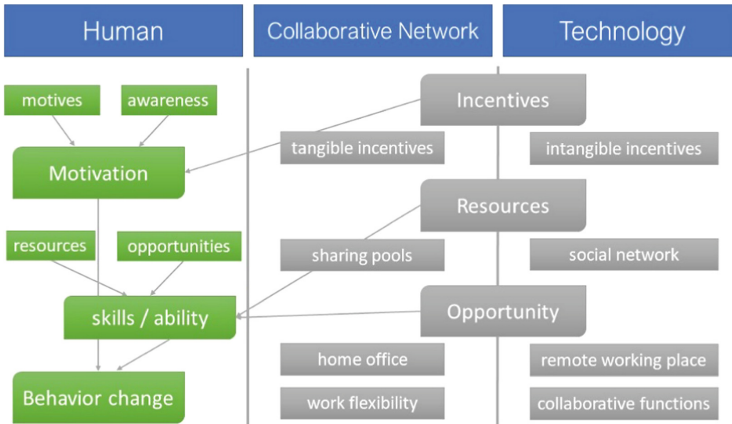 Human
Collaborative Network
Technology
motives
awareness
Incentives
tangible incentives
intangible incentives
Motivation
Resources
resources
opportunities
sharing pools
social network
skills / ability
Opportunity
home office
remote working place
Behavior change
work flexibility
collaborative functions